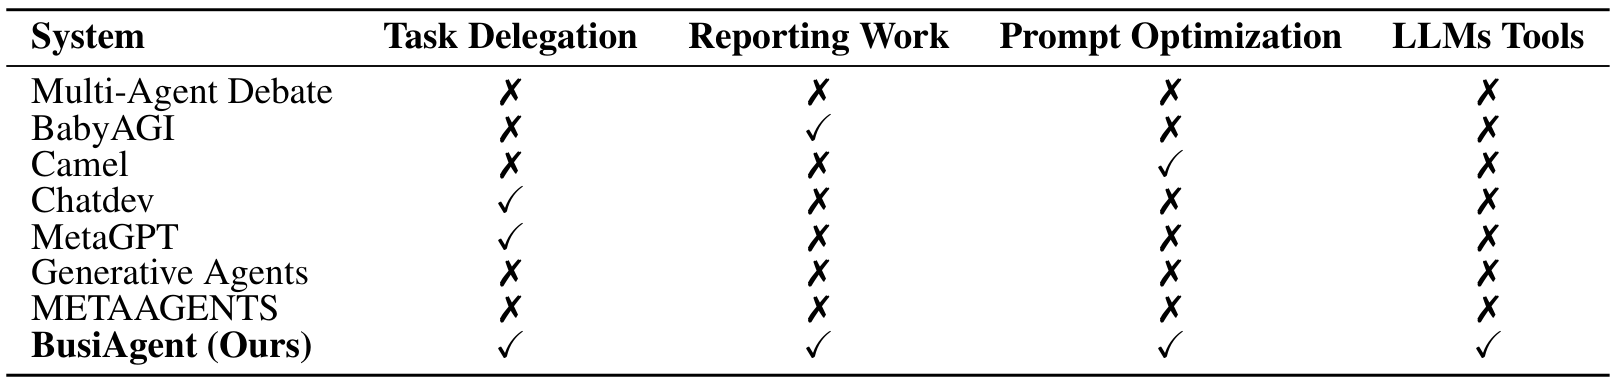 System Task Delegation Reporting Work Prompt Optimization LLMs Tools
Multi-Agent Debate ✗ ✗ ✗ ✗
BabyAGI ✗ ✓ ✗ ✗
Camel ✗ ✗ ✓ ✗
Chatdev ✓ ✗ ✗ ✗
MetaGPT ✓ ✗ ✗ ✗
Generative Agents ✗ ✗ ✗ ✗
METAAGENTS ✗ ✗ ✗ ✗
BusiAgent (Ours) ✓ ✓ ✓ ✓